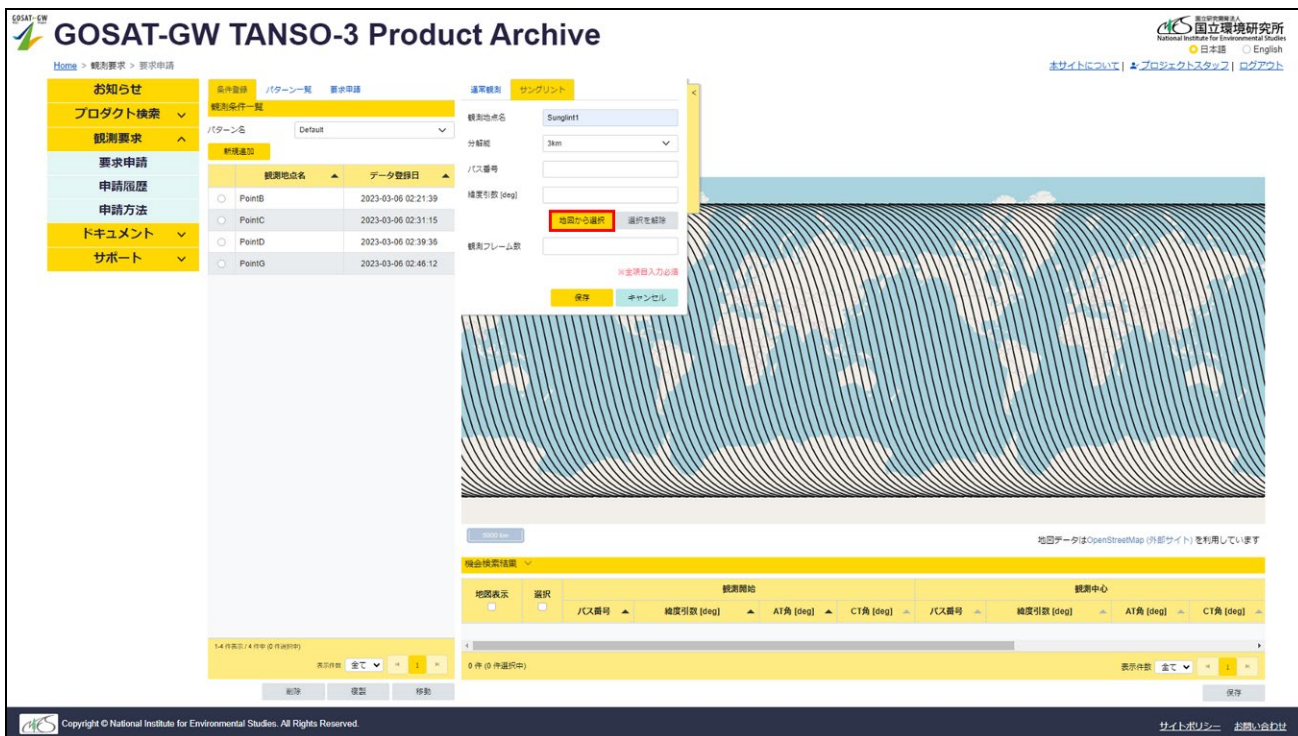 GOSAT-GW
GOSAT-GW TANSO-3 Product Archive
国立研究開発法人
国立環境研究所
National Institute for Environmental Studies
日本語 English
Home > 観測要求 > 要求申請
本サイトについて | プロジェクトスタッフ | ログアウト
お知らせ
プロダクト検索
観測要求
要求申請
申請履歴
申請方法
ドキュメント
サポート
条件登録 パターン一覧 要求申請
観測条件一覧
パターン名 Default
新規追加
観測地点名 ▲ データ登録日 ▲
PointB 2023-03-06 02:21:39
PointC 2023-03-06 02:31:15
PointD 2023-03-06 02:39:36
PointG 2023-03-06 02:46:12
1-4 件表示 / 4 件中 (0 件選択中)
表示件数 全て 1
削除 複製 移動
通常観測 サングリント
<
観測地点名 Sunglint1
分解能 3km
パス番号
緯度引数 [deg]
地図から選択 選択を解除
観測フレーム数
※全項目入力必須
保存 キャンセル
5000 km
地図データはOpenStreetMap (外部サイト) を利用しています
機会検索結果
地図表示 選択 観測開始 観測中心
パス番号 ▲ 緯度引数 [deg] ▲ AT角 [deg] ▲ CT角 [deg] ▲ パス番号 ▲ 緯度引数 [deg] ▲ AT角 [deg] ▲ CT角 [deg] ▲
0 件 (0 件選択中)
表示件数 全て 1
保存
Copyright © National Institute for Environmental Studies. All Rights Reserved.
サイトポリシー お問い合わせ